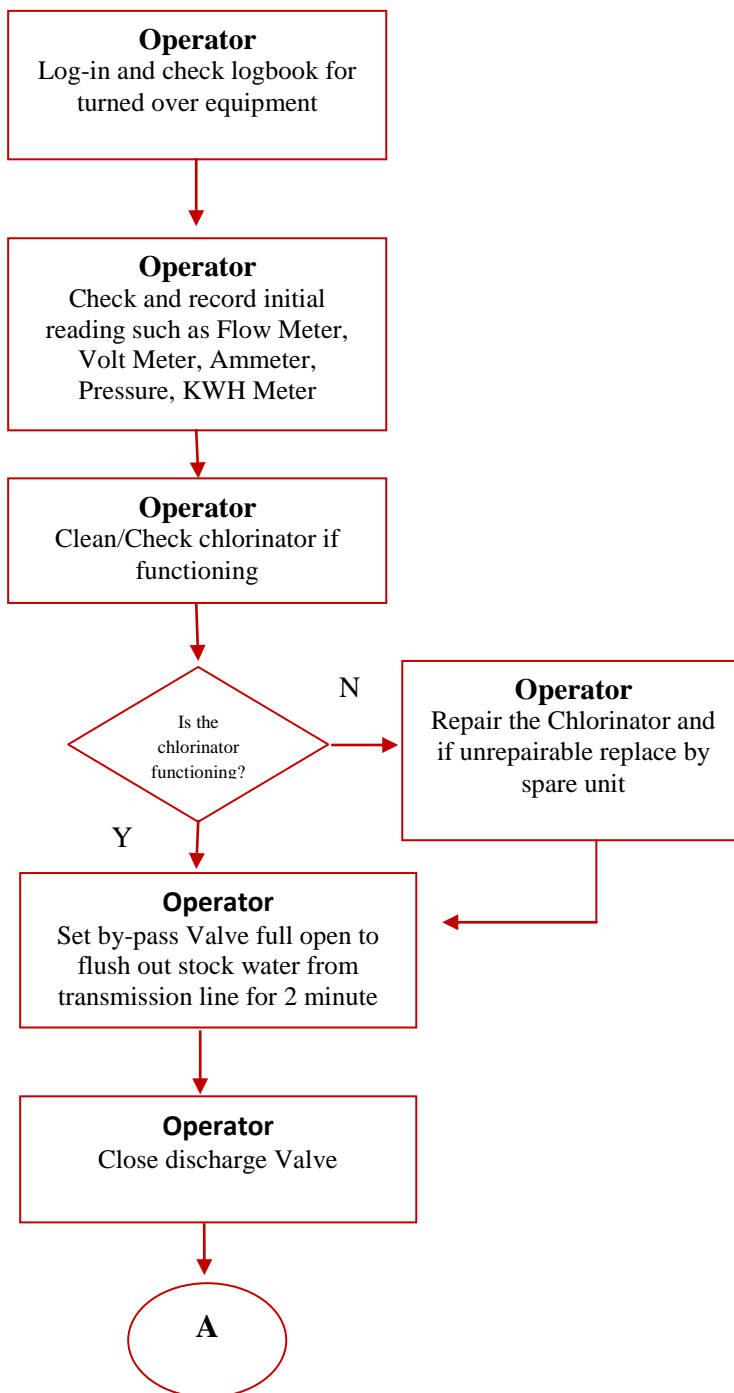 Operator
Log-in and check logbook for
turned over equipment
Operator
Check and record initial
reading such as Flow Meter,
Volt Meter, Ammeter,
Pressure, KWH Meter
Operator
Clean/Check chlorinator if
functioning
Is the
chlorinator
functioning?
N
Operator
Repair the Chlorinator and
if unrepairable replace by
spare unit
Y
Operator
Set by-pass Valve full open to
flush out stock water from
transmission line for 2 minute
Operator
Close discharge Valve
A